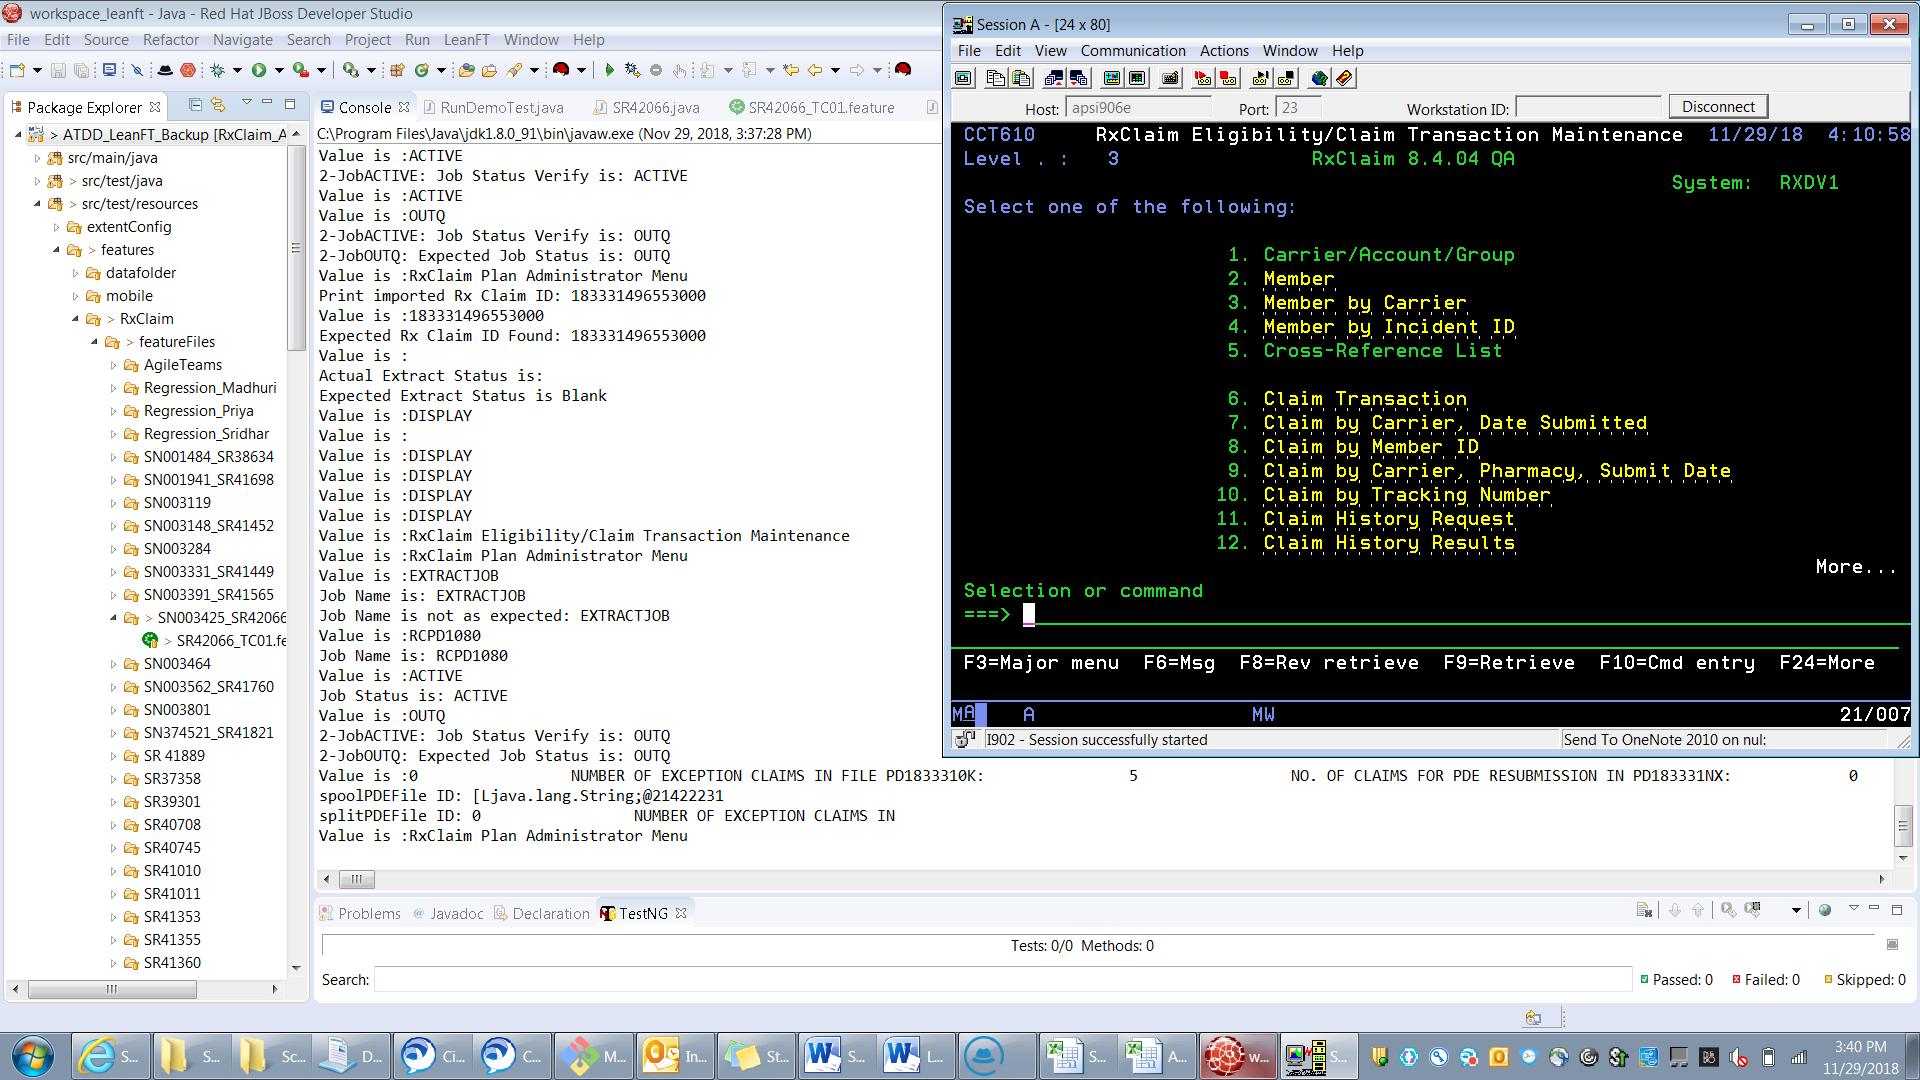 workspace_leanft - Java - Red Hat JBoss Developer Studio
File Edit Source Refactor Navigate Search Project Run LeanFT Window Help
Package Explorer
> ATDD_LeanFT_Backup [RxClaim_A
src/main/java
> src/test/java
> src/test/resources
extentConfig
> features
datafolder
mobile
> RxClaim
> featureFiles
AgileTeams
Regression_Madhuri
Regression_Priya
Regression_Sridhar
SN001484_SR38634
SN001941_SR41698
SN003119
SN003148_SR41452
SN003284
SN003331_SR41449
SN003391_SR41565
> SN003425_SR42066
> SR42066_TC01.fe
SN003464
SN003562_SR41760
SN003801
SN374521_SR41821
SR 41889
SR37358
SR39301
SR40708
SR40745
SR41010
SR41011
SR41353
SR41355
SR41360
Console RunDemoTest.java SR42066.java SR42066_TC01.feature
C:\Program Files\Java\jdk1.8.0_91\bin\javaw.exe (Nov 29, 2018, 3:37:28 PM)
Value is :ACTIVE
2-JobACTIVE: Job Status Verify is: ACTIVE
Value is :ACTIVE
Value is :OUTQ
2-JobACTIVE: Job Status Verify is: OUTQ
2-JobOUTQ: Expected Job Status is: OUTQ
Value is :RxClaim Plan Administrator Menu
Print imported Rx Claim ID: 183331496553000
Value is :183331496553000
Expected Rx Claim ID Found: 183331496553000
Value is :
Actual Extract Status is:
Expected Extract Status is Blank
Value is :DISPLAY
Value is :
Value is :DISPLAY
Value is :DISPLAY
Value is :DISPLAY
Value is :DISPLAY
Value is :RxClaim Eligibility/Claim Transaction Maintenance
Value is :RxClaim Plan Administrator Menu
Value is :EXTRACTJOB
Job Name is: EXTRACTJOB
Job Name is not as expected: EXTRACTJOB
Value is :RCPD1080
Job Name is: RCPD1080
Value is :ACTIVE
Job Status is: ACTIVE
Value is :OUTQ
2-JobACTIVE: Job Status Verify is: OUTQ
2-JobOUTQ: Expected Job Status is: OUTQ
Value is :0 NUMBER OF EXCEPTION CLAIMS IN FILE PD1833310K: 5 NO. OF CLAIMS FOR PDE RESUBMISSION IN PD183331NX: 0
spoolPDEFile ID: [Ljava.lang.String;@21422231
splitPDEFile ID: 0 NUMBER OF EXCEPTION CLAIMS IN
Value is :RxClaim Plan Administrator Menu
Session A - [24 x 80]
File Edit View Communication Actions Window Help
Host: apsi906e Port: 23 Workstation ID: Disconnect
CCT610 RxClaim Eligibility/Claim Transaction Maintenance 11/29/18 4:10:58
Level . : 3 RxClaim 8.4.04 QA
System: RXDV1
Select one of the following:
1. Carrier/Account/Group
2. Member
3. Member by Carrier
4. Member by Incident ID
5. Cross-Reference List
6. Claim Transaction
7. Claim by Carrier, Date Submitted
8. Claim by Member ID
9. Claim by Carrier, Pharmacy, Submit Date
10. Claim by Tracking Number
11. Claim History Request
12. Claim History Results
More...
Selection or command
===>
F3=Major menu F6=Msg F8=Rev retrieve F9=Retrieve F10=Cmd entry F24=More
MA A MW 21/007
I902 - Session successfully started Send To OneNote 2010 on nul:
Problems Javadoc Declaration TestNG
Tests: 0/0 Methods: 0
Search: Passed: 0 Failed: 0 Skipped: 0
S... S... Sc... D... Ci... C... M... In... St... S... L... S... A... w... S... 3:40 PM
11/29/2018